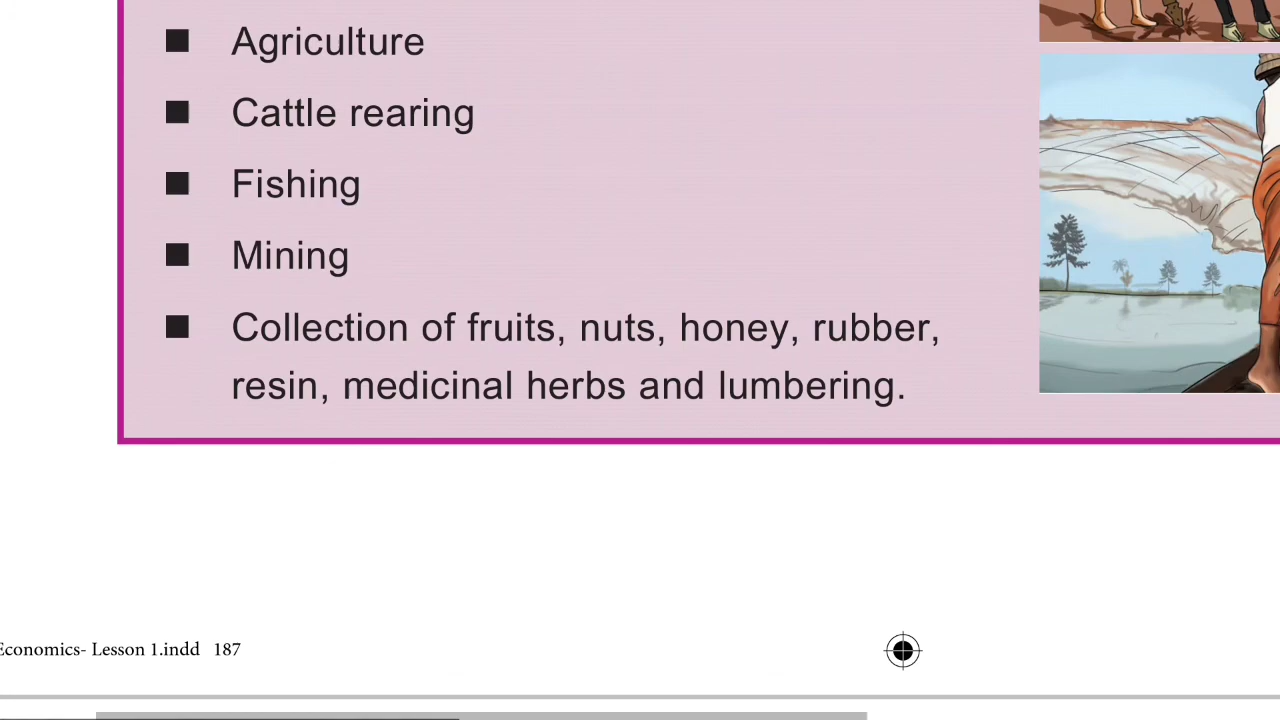 ■ Agriculture
■ Cattle rearing
■ Fishing
■ Mining
■ Collection of fruits, nuts, honey, rubber,
resin, medicinal herbs and lumbering.
Economics- Lesson 1.indd 187